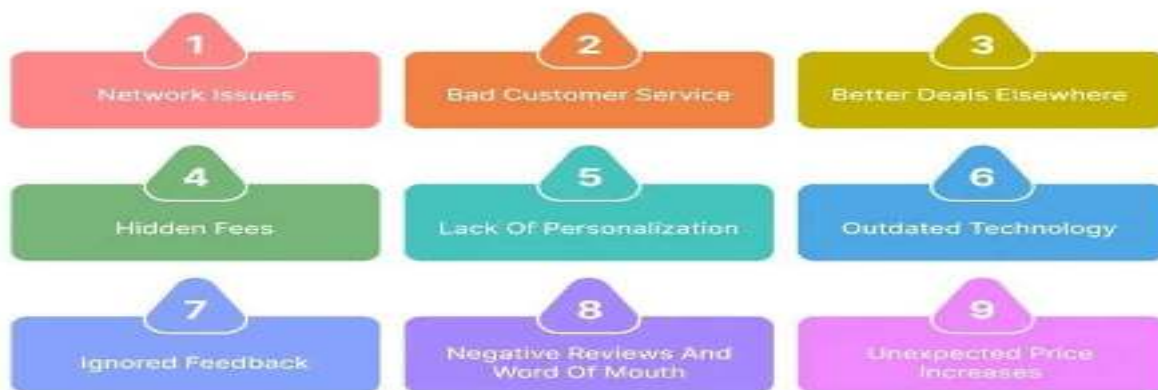 1
Network Issues
2
Bad Customer Service
3
Better Deals Elsewhere
4
Hidden Fees
5
Lack Of Personalization
6
Outdated Technology
7
Ignored Feedback
8
Negative Reviews And
Word Of Mouth
9
Unexpected Price
Increases